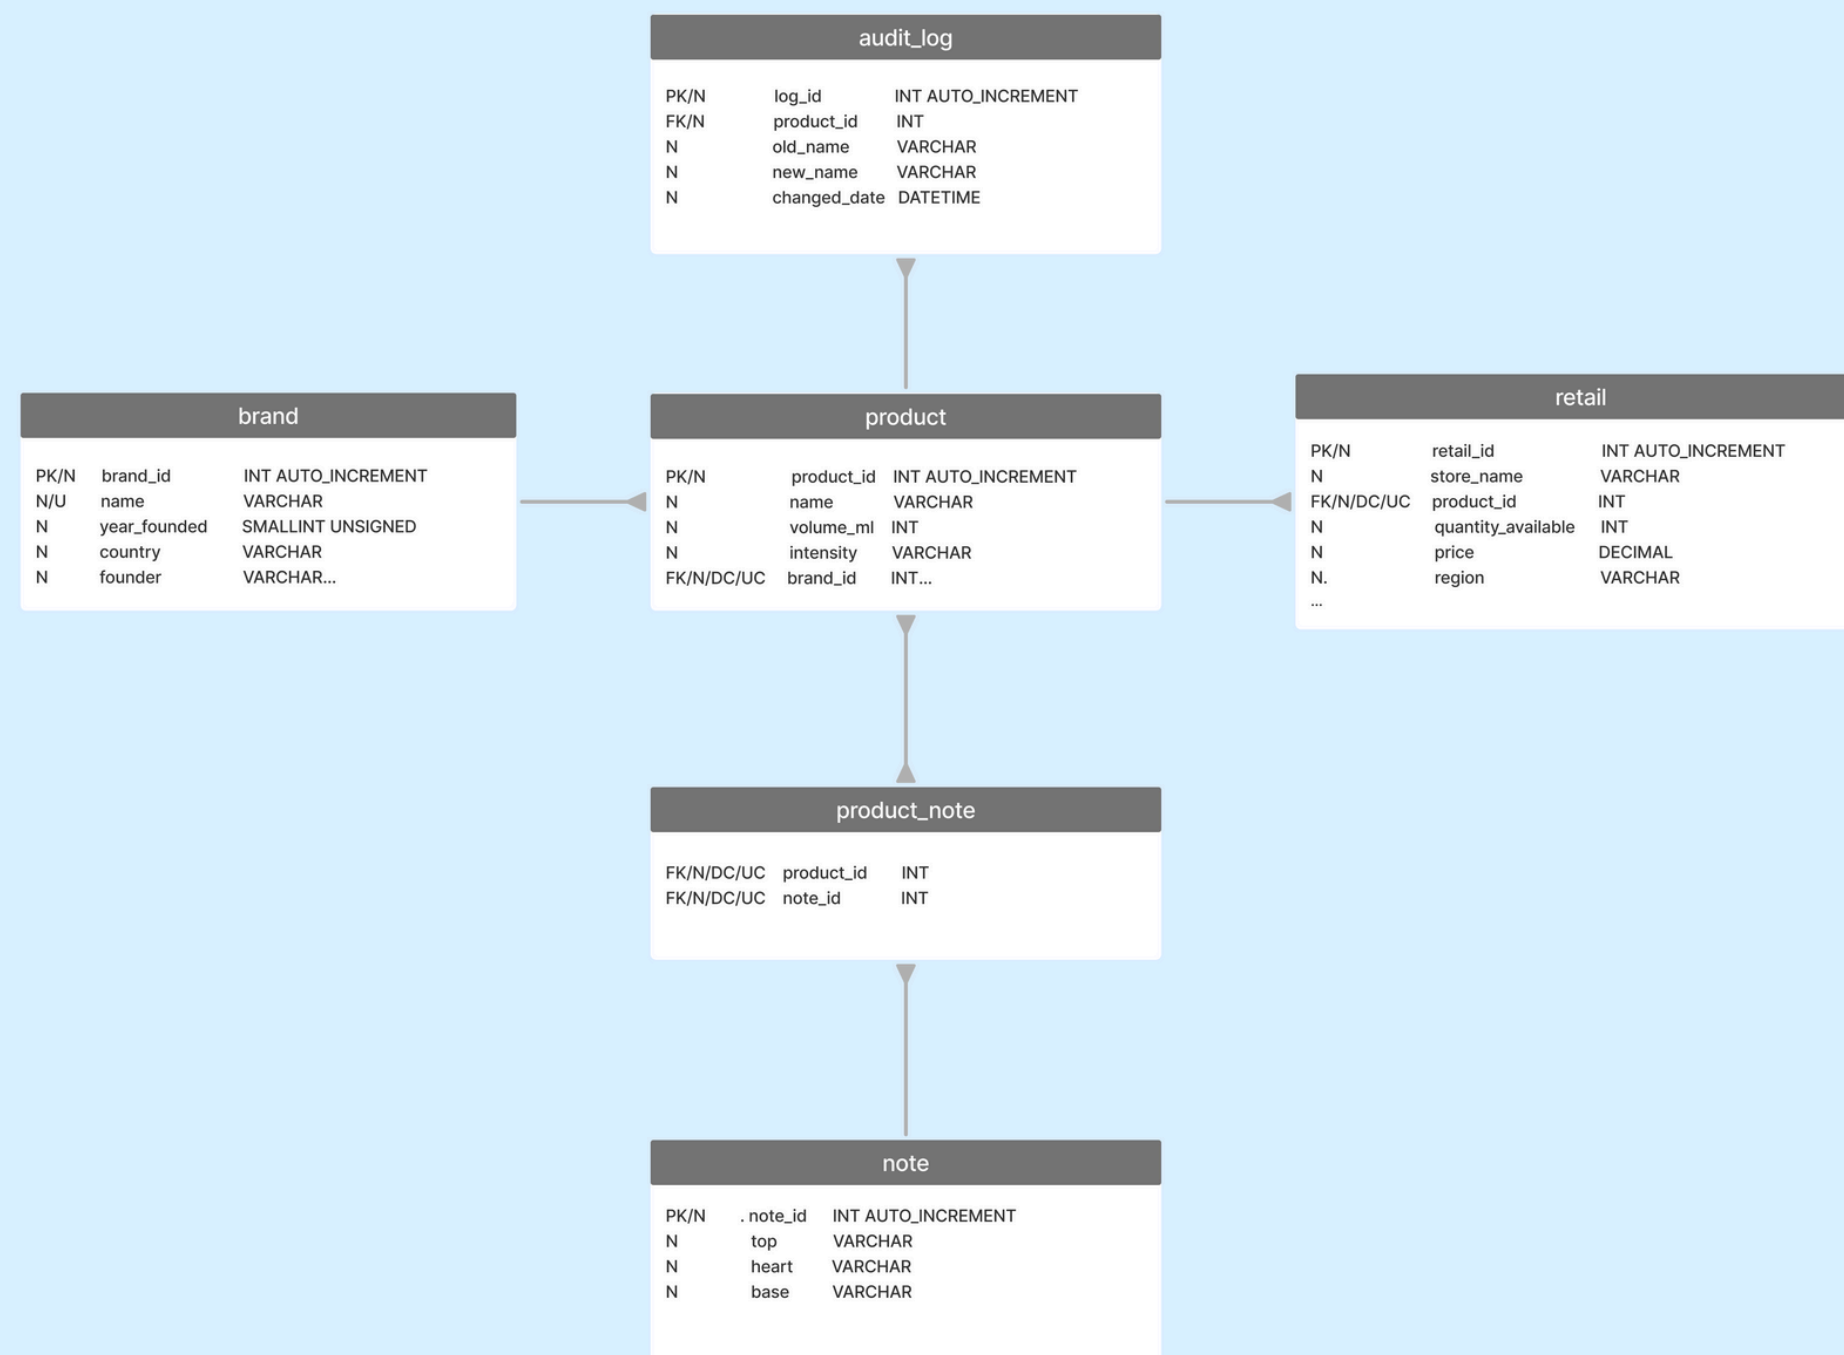 audit_log
PK/N log_id INT AUTO_INCREMENT
FK/N product_id INT
N old_name VARCHAR
N new_name VARCHAR
N changed_date DATETIME
brand
PK/N brand_id INT AUTO_INCREMENT
N/U name VARCHAR
N year_founded SMALLINT UNSIGNED
N country VARCHAR
N founder VARCHAR...
product
PK/N product_id INT AUTO_INCREMENT
N name VARCHAR
N volume_ml INT
N intensity VARCHAR
FK/N/DC/UC brand_id INT...
retail
PK/N retail_id INT AUTO_INCREMENT
N store_name VARCHAR
FK/N/DC/UC product_id INT
N quantity_available INT
N price DECIMAL
N. region VARCHAR
...
product_note
FK/N/DC/UC product_id INT
FK/N/DC/UC note_id INT
note
PK/N . note_id INT AUTO_INCREMENT
N top VARCHAR
N heart VARCHAR
N base VARCHAR